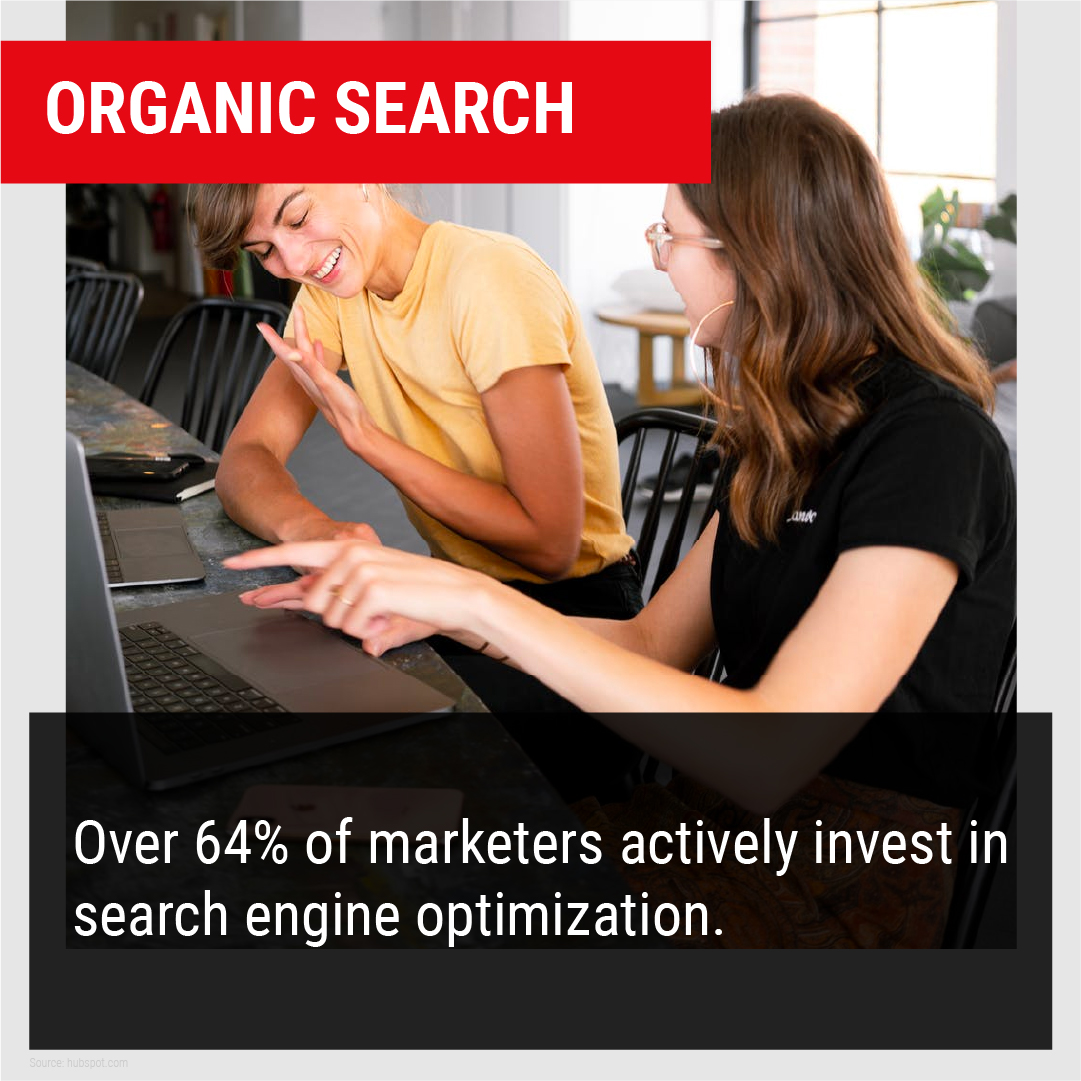 ORGANIC SEARCH
Over 64% of marketers actively invest in
search engine optimization.
Source: hubspot.com